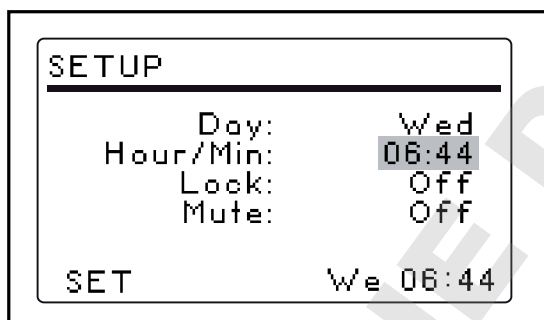 SETUP
Day: Wed
Hour/Min: 06:44
Lock: Off
Mute: Off
SET We 06:44